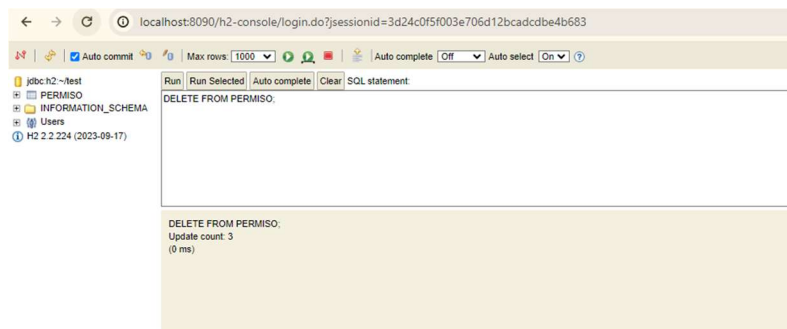 localhost:8090/h2-console/login.do?jsessionid=3d24c0f5f003e706d12bcadcdbe4b683
Auto commit Max rows: 1000 Auto complete Off Auto select On ?
jdbc:h2:~/test
PERMISO
INFORMATION_SCHEMA
Users
H2 2.2.224 (2023-09-17)
Run Run Selected Auto complete Clear SQL statement:
DELETE FROM PERMISO;
DELETE FROM PERMISO;
Update count: 3
(0 ms)